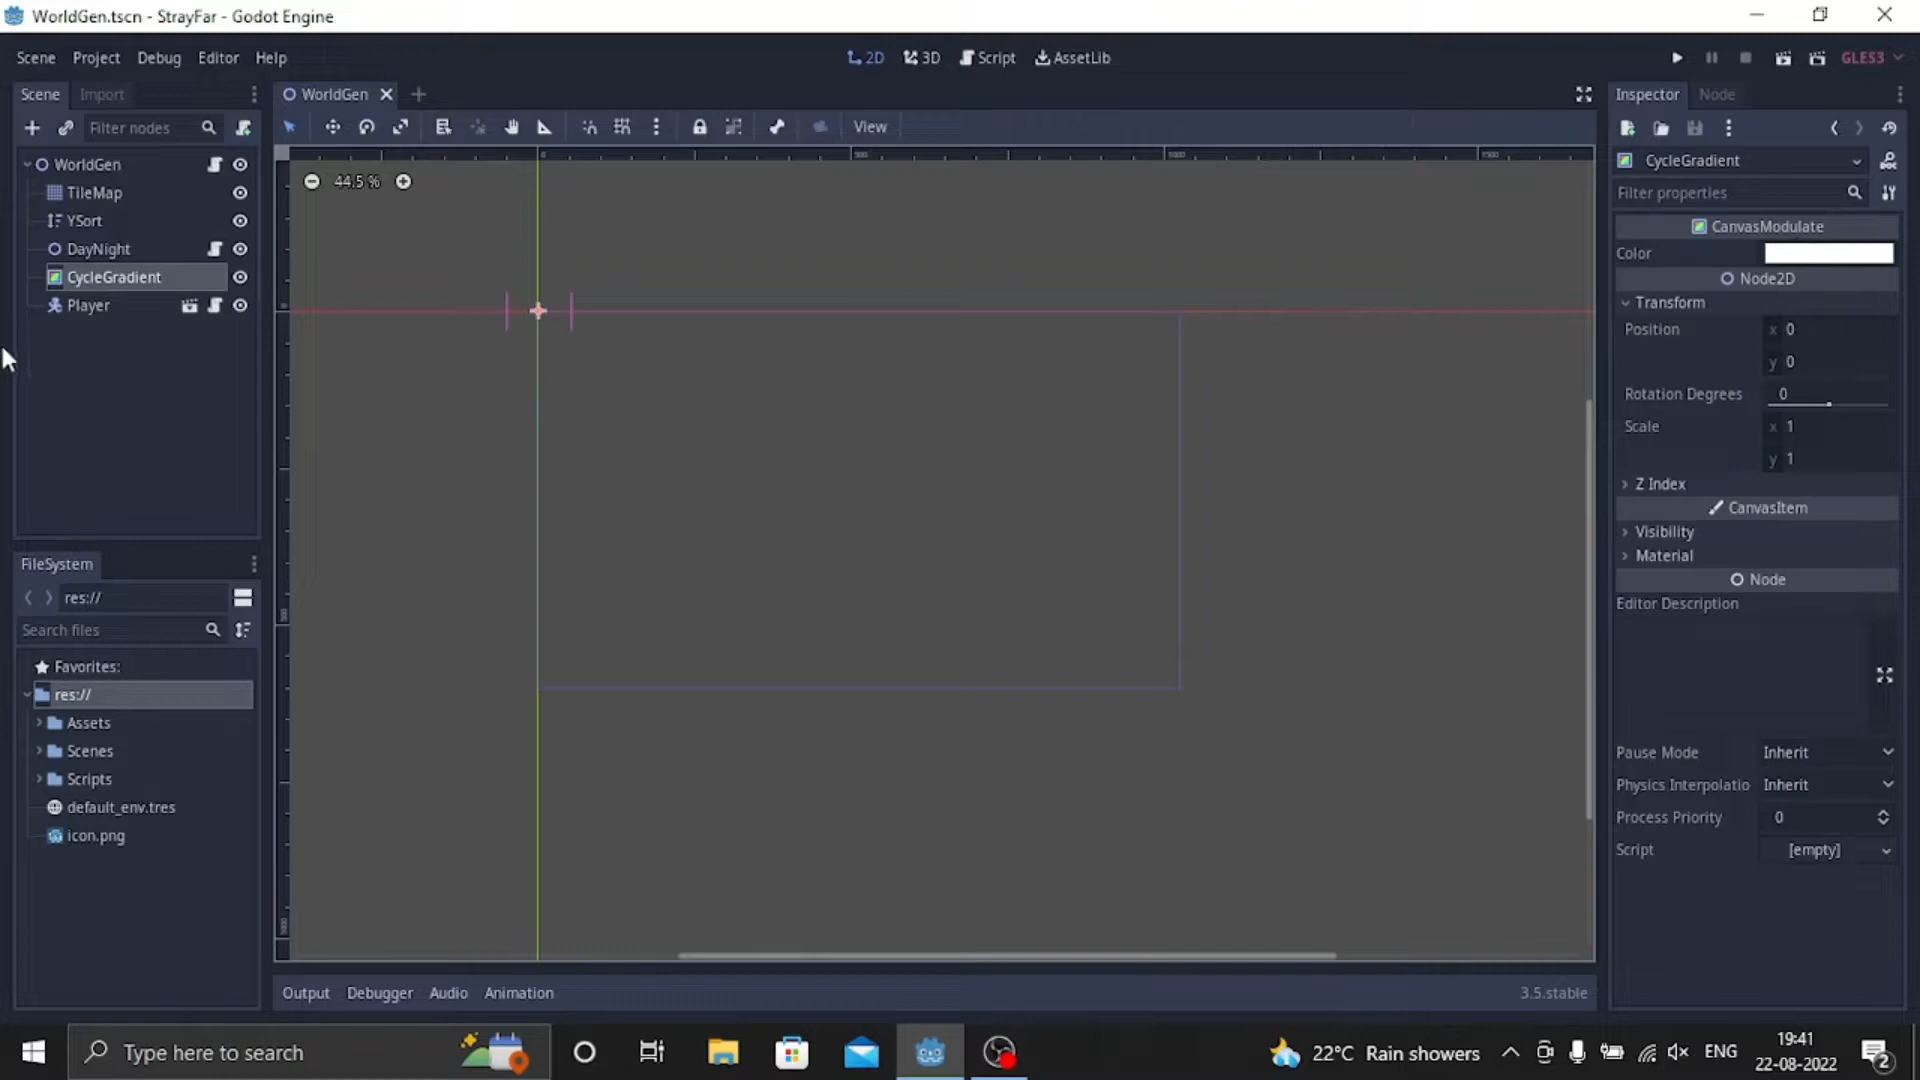 WorldGen.tscn - StrayFar - Godot Engine
Scene Project Debug Editor Help
2D 3D Script AssetLib
GLES3
Scene Import
WorldGen
Inspector Node
Filter nodes
View
CycleGradient
Filter properties
WorldGen
TileMap
YSort
DayNight
CycleGradient
Player
0
500
1000
1500
44.5 %
CanvasModulate
Color
Node2D
Transform
Position x 0
y 0
Rotation Degrees 0
Scale x 1
y 1
Z Index
CanvasItem
Visibility
Material
Node
Editor Description
Pause Mode Inherit
Physics Interpolatio Inherit
Process Priority 0
Script [empty]
FileSystem
res://
Search files
Favorites:
res://
Assets
Scenes
Scripts
default_env.tres
icon.png
Output Debugger Audio Animation
3.5.stable
Type here to search
22°C Rain showers
ENG
19:41
22-08-2022
2